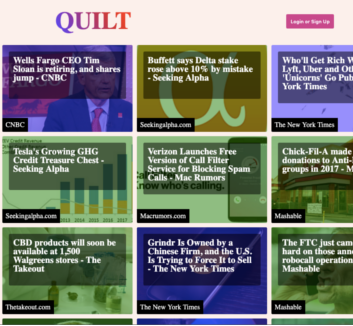 QUILT
Login or Sign Up
Wells Fargo CEO Tim
Sloan is retiring, and shares
jump - CNBC
CNBC
Buffett says Delta stake
rose above 10% by mistake
- Seeking Alpha
Seekingalpha.com
Who'll Get Rich W
Lyft, Uber and Oth
'Unicorns' Go Pub
York Times
The New York Times
Tesla's Growing GHG
Credit Treasure Chest -
Seeking Alpha
Seekingalpha.com
Verizon Launches Free
Version of Call Filter
Service for Blocking Spam
Calls - Mac Rumors
now who's calling.
Macrumors.com
Chick-Fil-A made
donations to Anti-
groups in 2017 - M
Mashable
CBD products will soon be
available at 1,500
Walgreens stores - The
Takeout
Thetakeout.com
Grindr Is Owned by a
Chinese Firm, and the U.S.
Is Trying to Force It to Sell
- The New York Times
The New York Times
The FTC just cam
hard on those ann
robocall operation
Mashable
Mashable